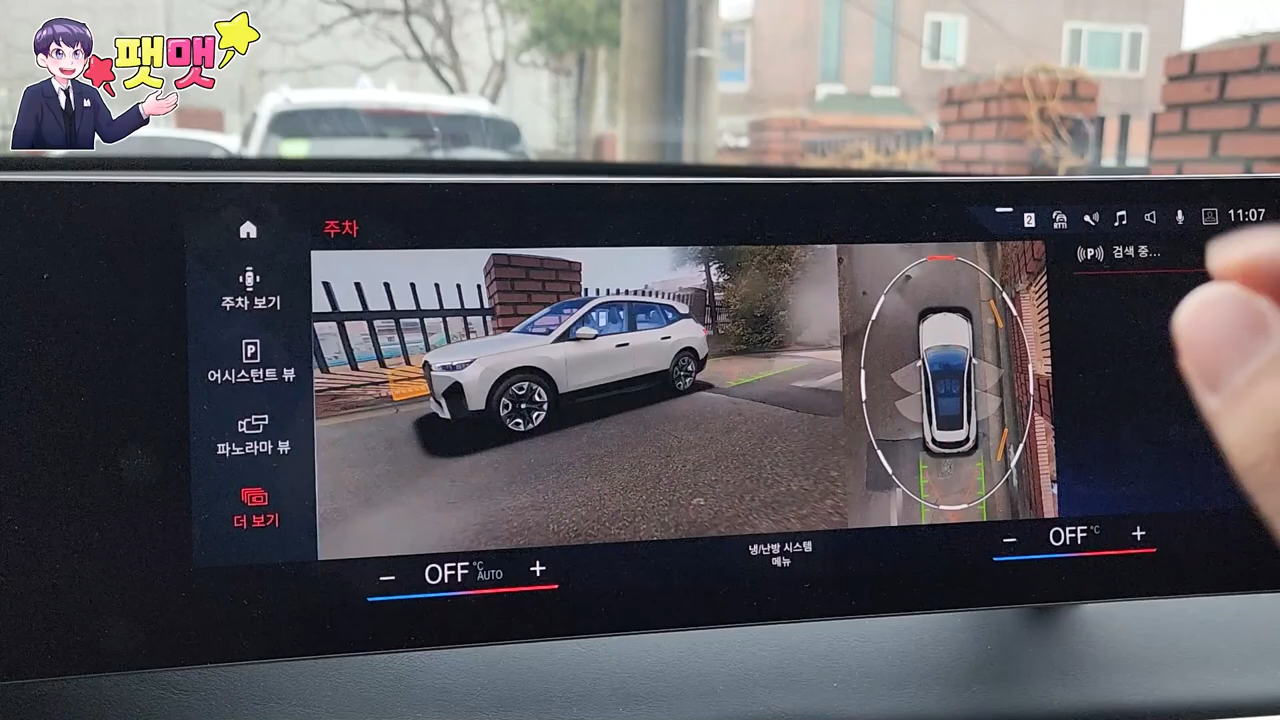 팻맷
주차
2
RTTI
11:07
주차 보기
P
어시스턴트 뷰
파노라마 뷰
더 보기
((P)) 검색 중...
− OFF °C AUTO +
냉/난방 시스템
메뉴
− OFF °C +